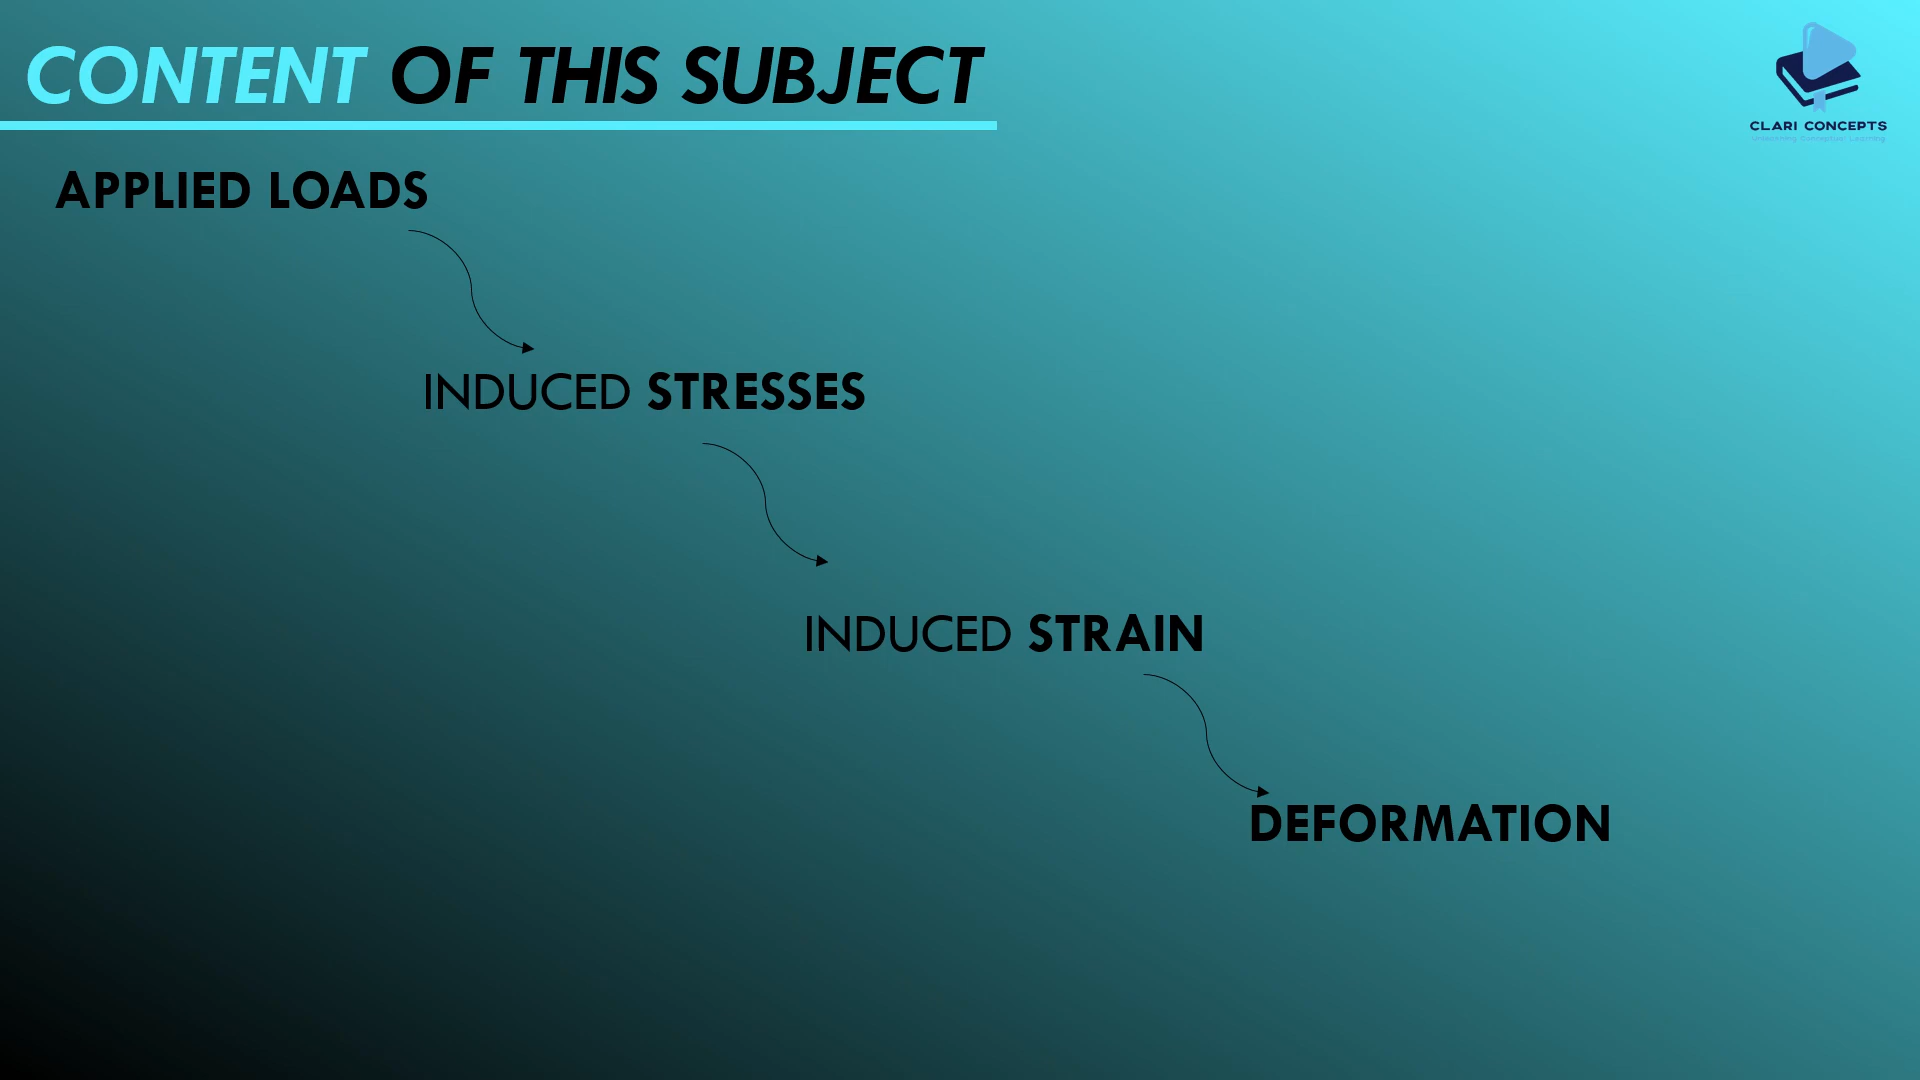 CONTENT OF THIS SUBJECT
CLARI CONCEPTS
APPLIED LOADS
INDUCED STRESSES
INDUCED STRAIN
DEFORMATION